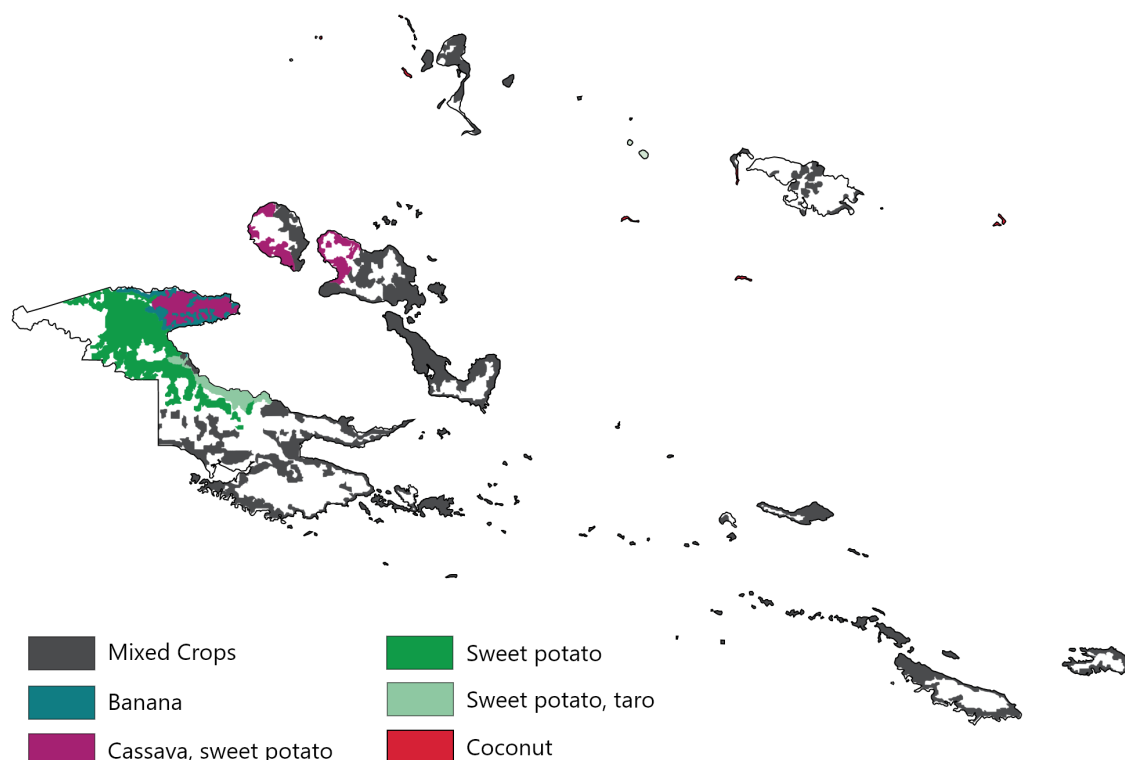 Mixed Crops
Banana
Cassava, sweet potato
Sweet potato
Sweet potato, taro
Coconut